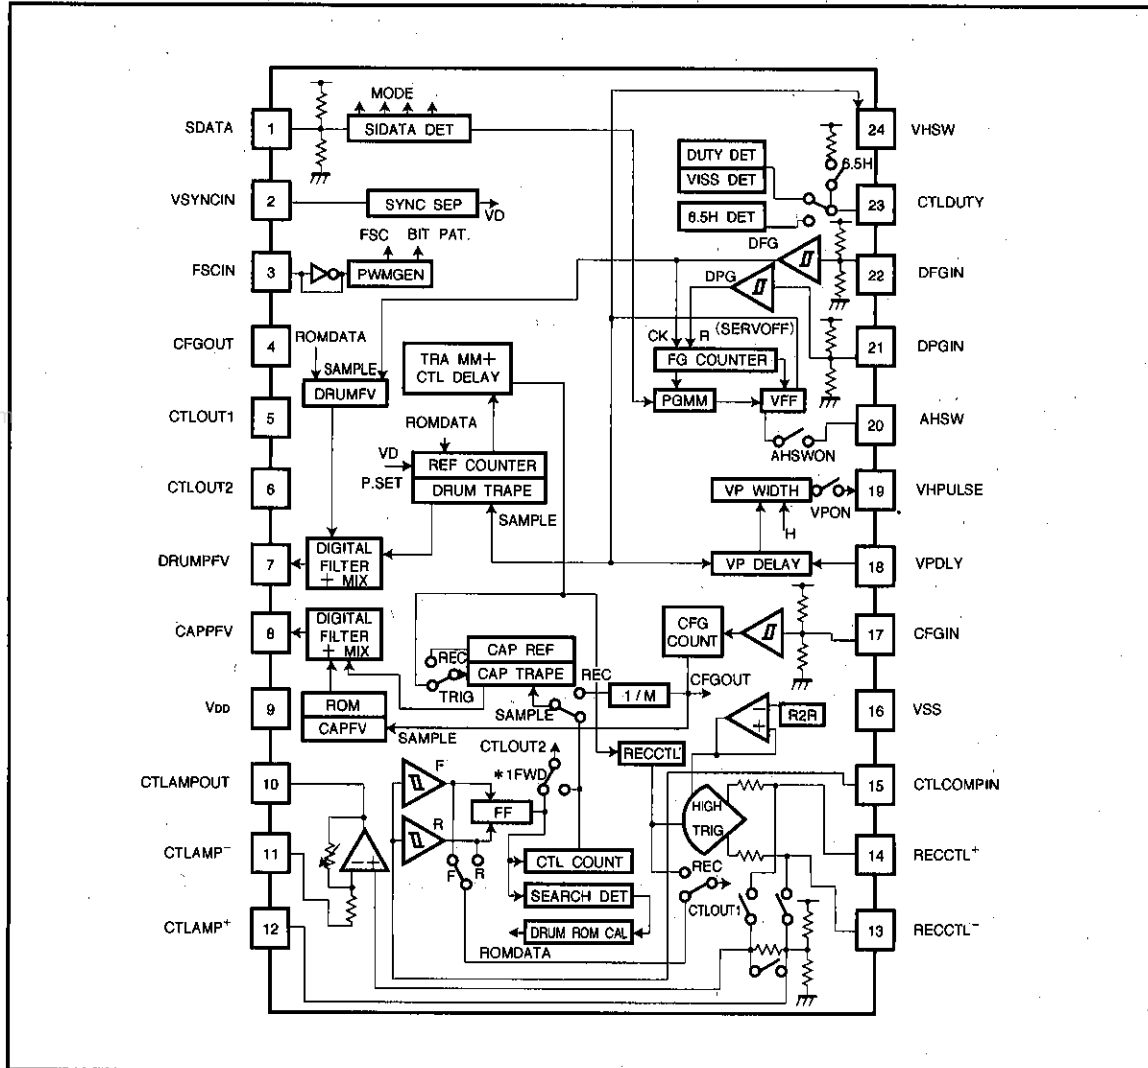 MODE
SDATA
1
SIDATA DET
24
VHSW
DUTY DET
VISS DET
6.5H
VSYNCIN
2
SYNC SEP
VD
6.5H DET
23
CTLDUTY
FSC
BIT PAT.
DFG
FSCIN
3
PWMGEN
DPG
22
DFGIN
CFGOUT
4
ROMDATA
SAMPLE
DRUMFV
TRA MM+
CTL DELAY
(SERVOFF)
CK
R
FG COUNTER
21
DPGIN
PGMM
VFF
CTLOUT1
5
ROMDATA
20
AHSW
AHSWON
VD
P.SET
REF COUNTER
DRUM TRAPE
CTLOUT2
6
SAMPLE
VP WIDTH
VPON
19
VHPULSE
H
DRUMPFV
7
DIGITAL
FILTER
+ MIX
VP DELAY
18
VPDLY
CAPPFV
8
DIGITAL
FILTER
+ MIX
REC
CAP REF
CAP TRAPE
TRIG
REC
CFG
COUNT
17
CFGIN
1/M
CFGOUT
SAMPLE
VDD
9
ROM
CAPFV
SAMPLE
−
+
R2R
16
VSS
CTLOUT2
RECCTL
CTLAMPOUT
10
F
*1FWD
FF
15
CTLCOMPIN
HIGH
TRIG
R
CTLAMP−
11
− +
F
R
CTL COUNT
REC
14
RECCTL+
SEARCH DET
CTLOUT1
CTLAMP+
12
DRUM ROM CAL
ROMDATA
13
RECCTL−